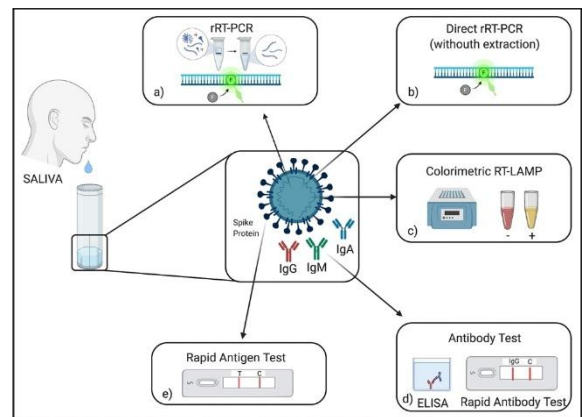 rRT-PCR
a)
Direct rRT-PCR
(withouth extraction)
b)
SALIVA
Colorimetric RT-LAMP
- +
c)
Spike
Protein
IgG
IgM
IgA
Rapid Antigen Test
S
T C
e)
Antibody Test
IgG C
S
d)
ELISA
Rapid Antibody Test